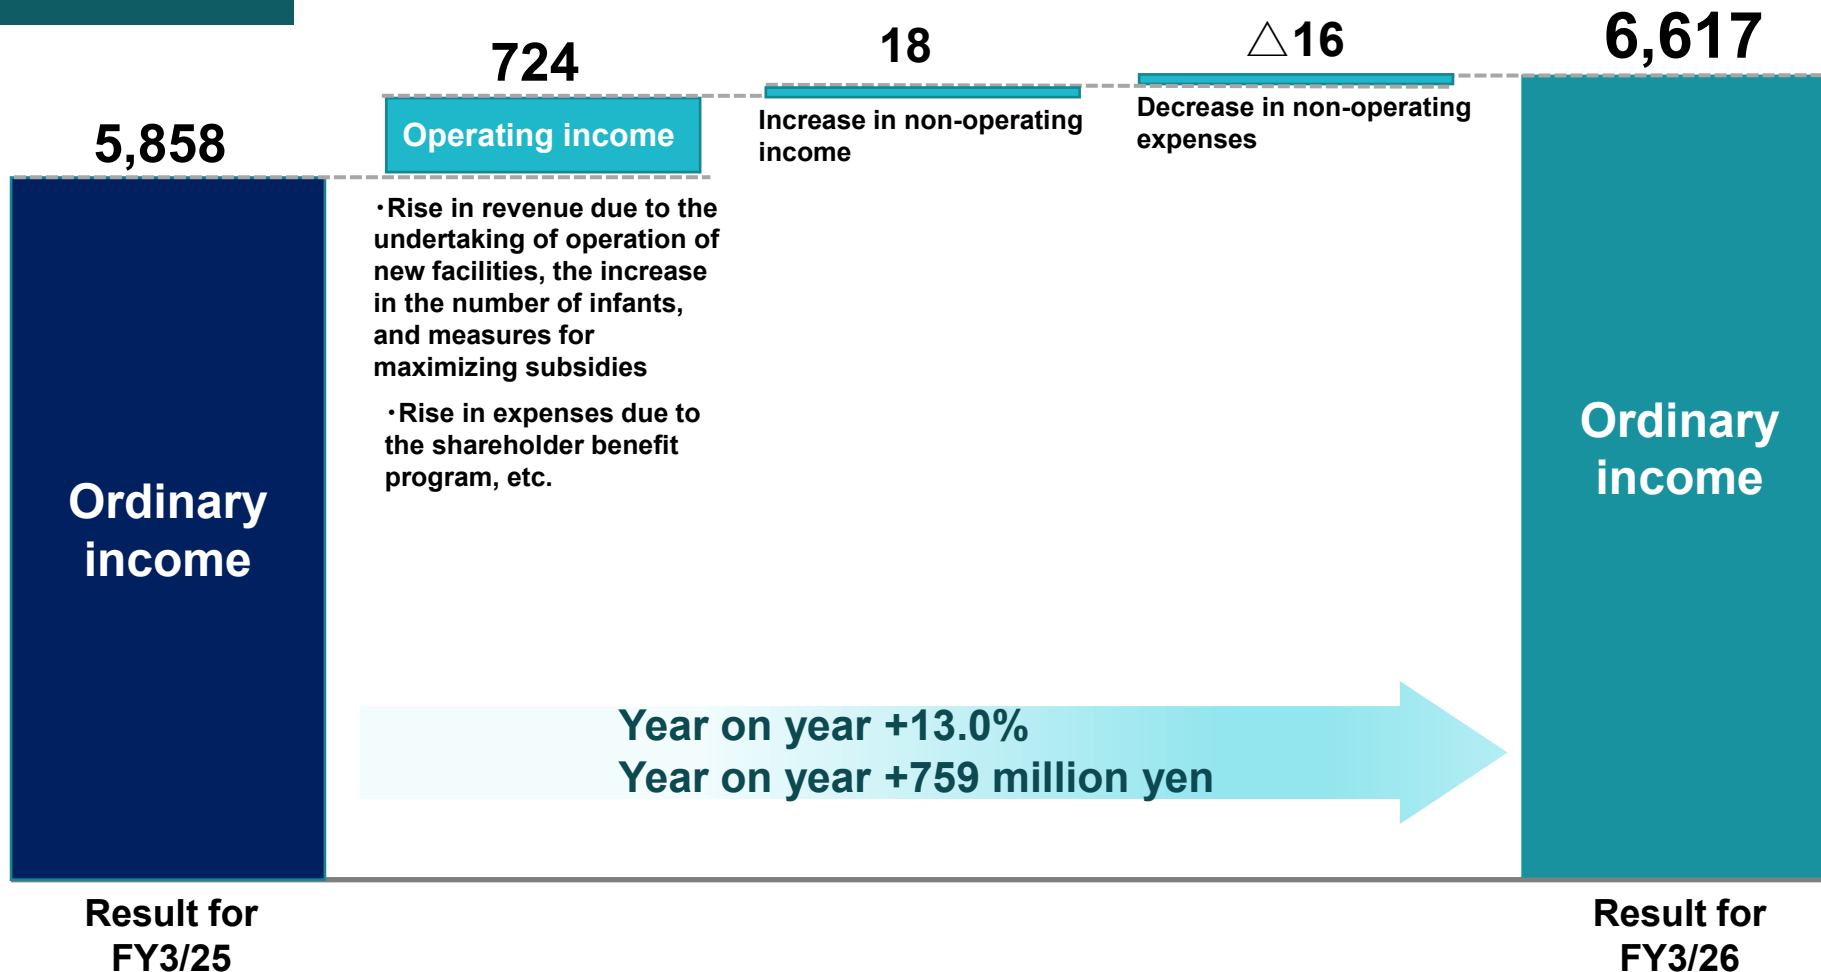 5,858
724
18
△16
6,617
Operating income
Increase in non-operating
income
Decrease in non-operating
expenses
・Rise in revenue due to the
undertaking of operation of
new facilities, the increase
in the number of infants,
and measures for
maximizing subsidies
・Rise in expenses due to
the shareholder benefit
program, etc.
Ordinary
income
Ordinary
income
Year on year +13.0%
Year on year +759 million yen
Result for
FY3/25
Result for
FY3/26